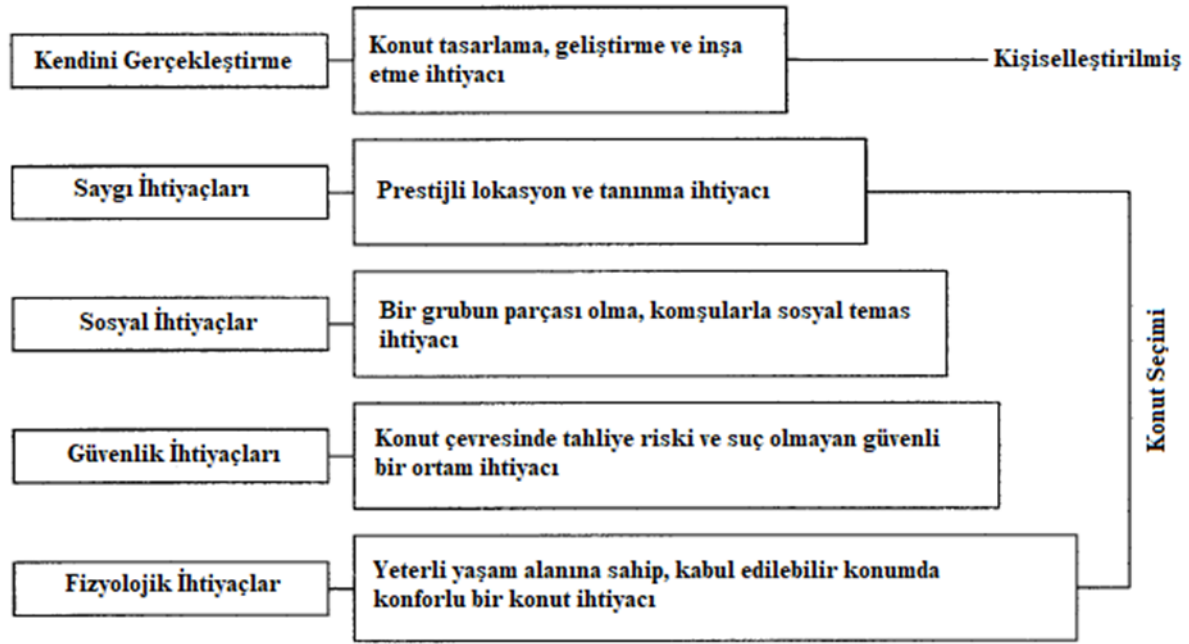 Kendini Gerçekleştirme
Konut tasarlama, geliştirme ve inşa
etme ihtiyacı
Kişiselleştirilmiş
Saygı İhtiyaçları
Prestijli lokasyon ve tanınma ihtiyacı
Sosyal İhtiyaçlar
Bir grubun parçası olma, komşularla sosyal temas
ihtiyacı
Güvenlik İhtiyaçları
Konut çevresinde tahliye riski ve suç olmayan güvenli
bir ortam ihtiyacı
Fizyolojik İhtiyaçlar
Yeterli yaşam alanına sahip, kabul edilebilir konumda
konforlu bir konut ihtiyacı
Konut Seçimi